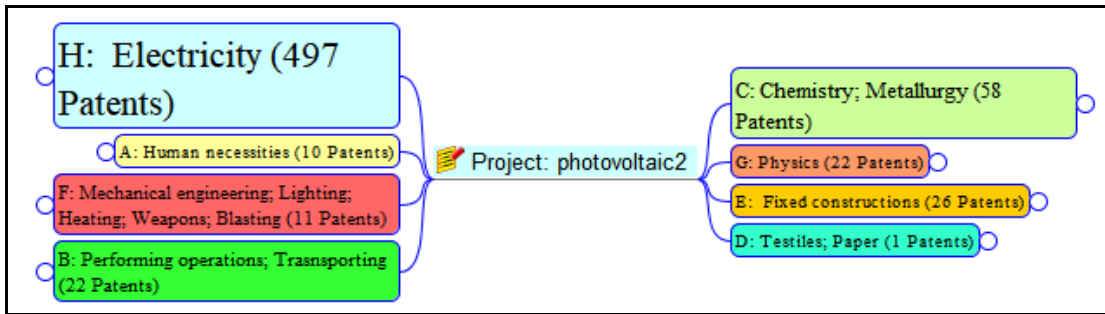 H:  Electricity (497
Patents)
A: Human necessities (10 Patents)
F: Mechanical engineering; Lighting;
Heating; Weapons; Blasting (11 Patents)
B: Performing operations; Trasnsporting
(22 Patents)
Project: photovoltaic2
C: Chemistry; Metallurgy (58
Patents)
G: Physics (22 Patents)
E:  Fixed constructions (26 Patents)
D: Testiles; Paper (1 Patents)